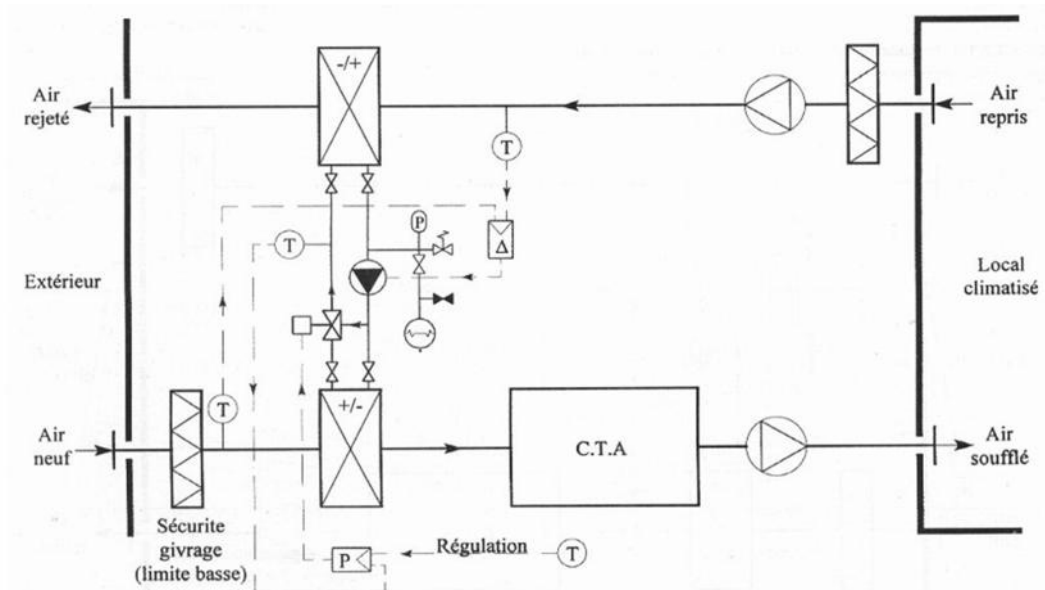 -/+
Air
rejeté
Air
repris
T
P
T
Δ
Extérieur
Local
climatisé
T
+/-
Air
neuf
C.T.A
Air
soufflé
Sécurite
givrage
(limite basse)
P
Régulation
T